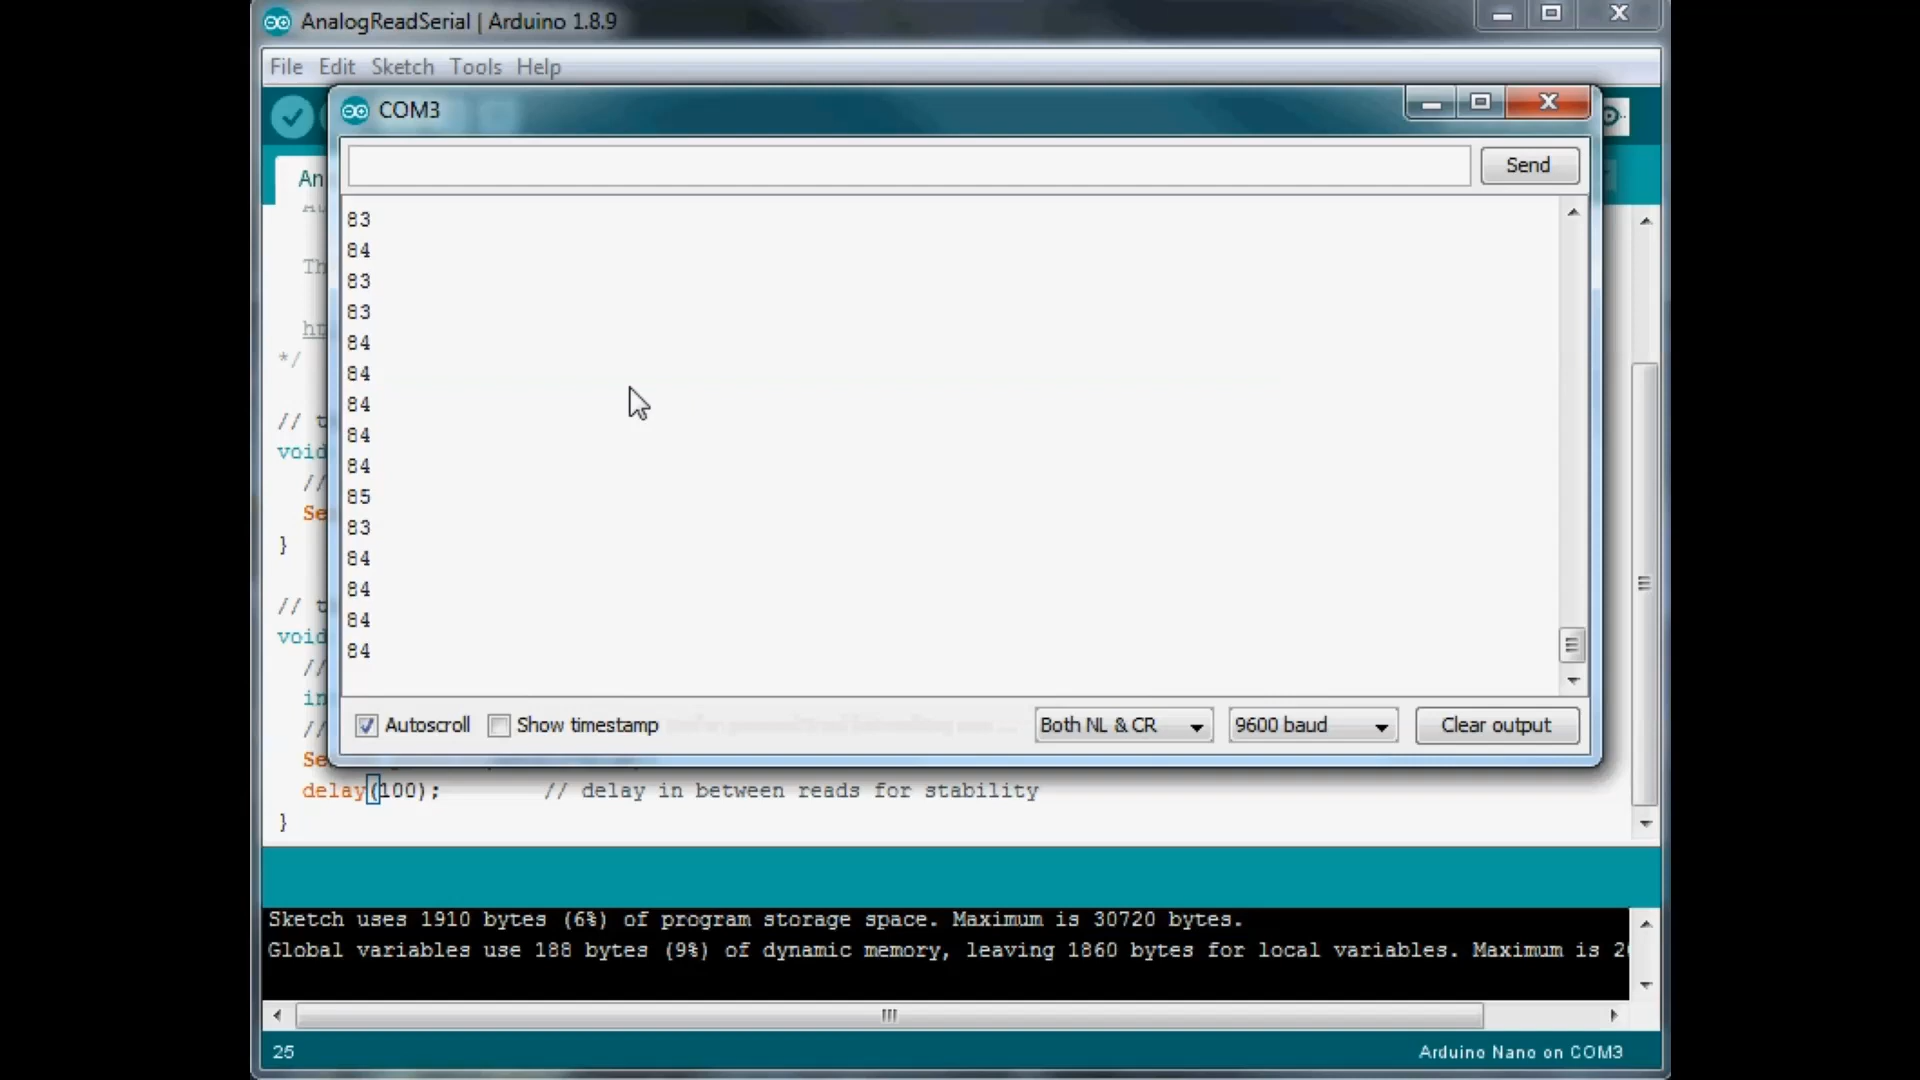 AnalogReadSerial | Arduino 1.8.9
File Edit Sketch Tools Help
COM3
Send
An
83
84
Th
83
83
ht
84
*/
84
84
// t
84
void
84
//
85
Se
83
}
84
84
// t
84
void
84
//
in
//
Autoscroll Show timestamp Both NL & CR 9600 baud Clear output
Se
delay(100); // delay in between reads for stability
}
Sketch uses 1910 bytes (6%) of program storage space. Maximum is 30720 bytes.
Global variables use 188 bytes (9%) of dynamic memory, leaving 1860 bytes for local variables. Maximum is 2
25 Arduino Nano on COM3